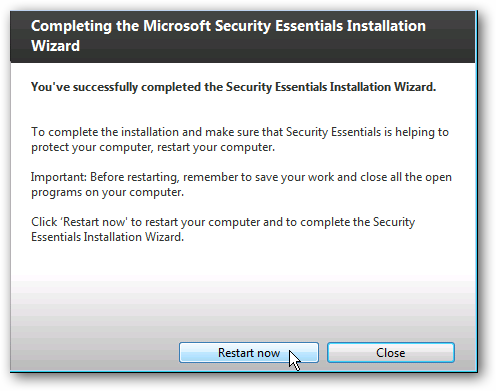 Completing the Microsoft Security Essentials Installation
Wizard
You've successfully completed the Security Essentials Installation Wizard.
To complete the installation and make sure that Security Essentials is helping to
protect your computer, restart your computer.
Important: Before restarting, remember to save your work and close all the open
programs on your computer.
Click 'Restart now' to restart your computer and to complete the Security
Essentials Installation Wizard.
Restart now
Close